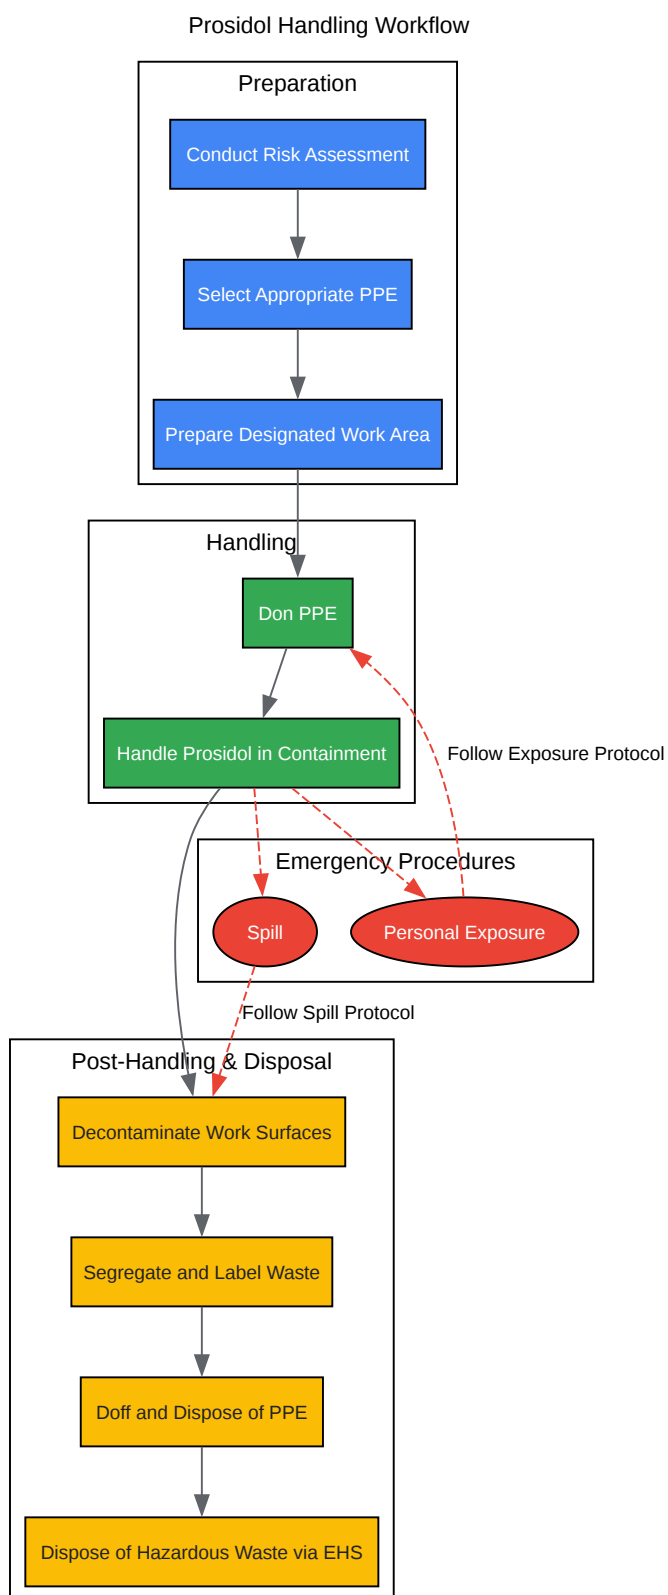 Prosidol Handling Workflow
Preparation
Conduct Risk Assessment
Select Appropriate PPE
Prepare Designated Work Area
Handling
Don PPE
Handle Prosidol in Containment
Follow Exposure Protocol
Emergency Procedures
Spill
Personal Exposure
Follow Spill Protocol
Post-Handling & Disposal
Decontaminate Work Surfaces
Segregate and Label Waste
Doff and Dispose of PPE
Dispose of Hazardous Waste via EHS